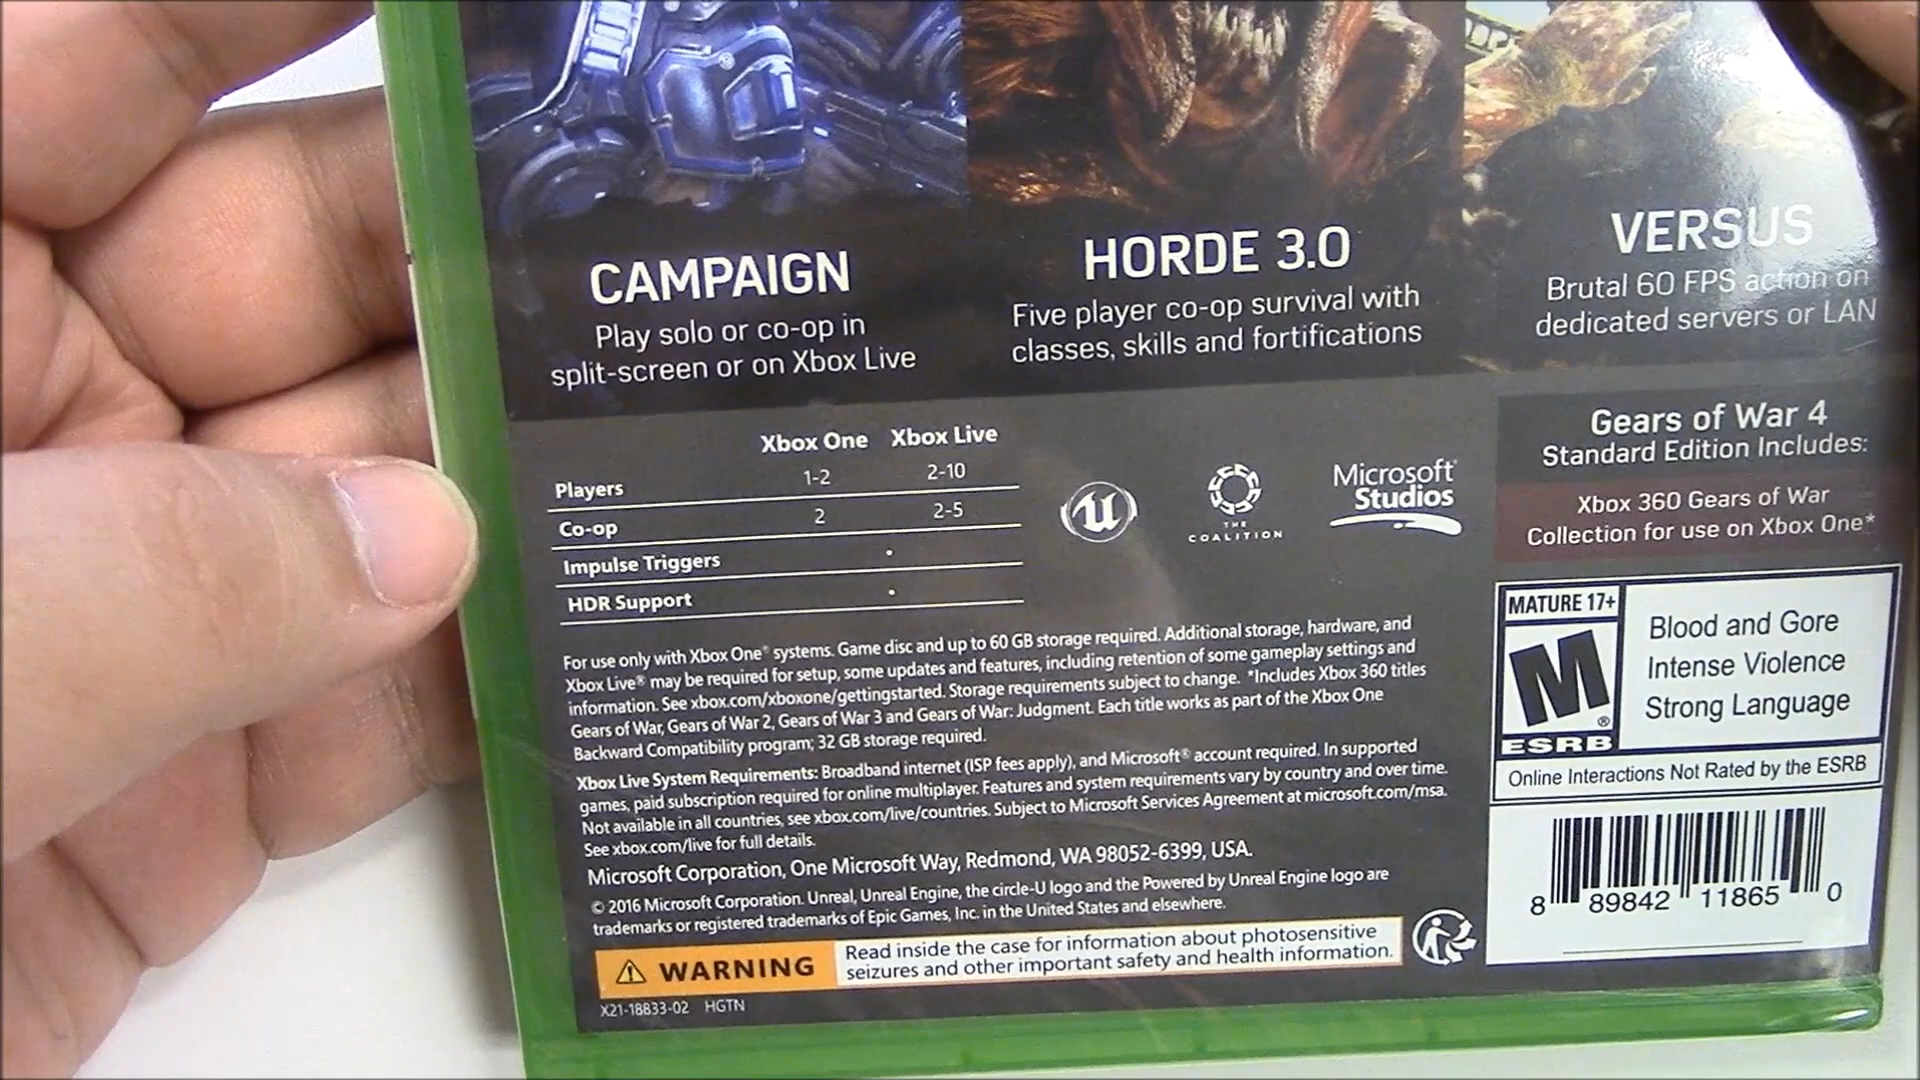 CAMPAIGN
Play solo or co-op in
split-screen or on Xbox Live
HORDE 3.0
Five player co-op survival with
classes, skills and fortifications
VERSUS
Brutal 60 FPS action on
dedicated servers or LAN
Xbox One Xbox Live
Players 1-2 2-10
Co-op 2 2-5
Impulse Triggers •
HDR Support •
THE
COALITION
Microsoft
Studios
Gears of War 4
Standard Edition Includes:
Xbox 360 Gears of War
Collection for use on Xbox One*
For use only with Xbox One® systems. Game disc and up to 60 GB storage required. Additional storage, hardware, and
Xbox Live® may be required for setup, some updates and features, including retention of some gameplay settings and
information. See xbox.com/xboxone/gettingstarted. Storage requirements subject to change. *Includes Xbox 360 titles
Gears of War, Gears of War 2, Gears of War 3 and Gears of War: Judgment. Each title works as part of the Xbox One
Backward Compatibility program; 32 GB storage required.
Xbox Live System Requirements: Broadband internet (ISP fees apply), and Microsoft® account required. In supported
games, paid subscription required for online multiplayer. Features and system requirements vary by country and over time.
Not available in all countries, see xbox.com/live/countries. Subject to Microsoft Services Agreement at microsoft.com/msa.
See xbox.com/live for full details.
Microsoft Corporation, One Microsoft Way, Redmond, WA 98052-6399, USA.
© 2016 Microsoft Corporation. Unreal, Unreal Engine, the circle-U logo and the Powered by Unreal Engine logo are
trademarks or registered trademarks of Epic Games, Inc. in the United States and elsewhere.
WARNING
Read inside the case for information about photosensitive
seizures and other important safety and health information.
X21-18833-02 HGTN
MATURE 17+
M
ESRB
Blood and Gore
Intense Violence
Strong Language
Online Interactions Not Rated by the ESRB
8 89842 11865 0